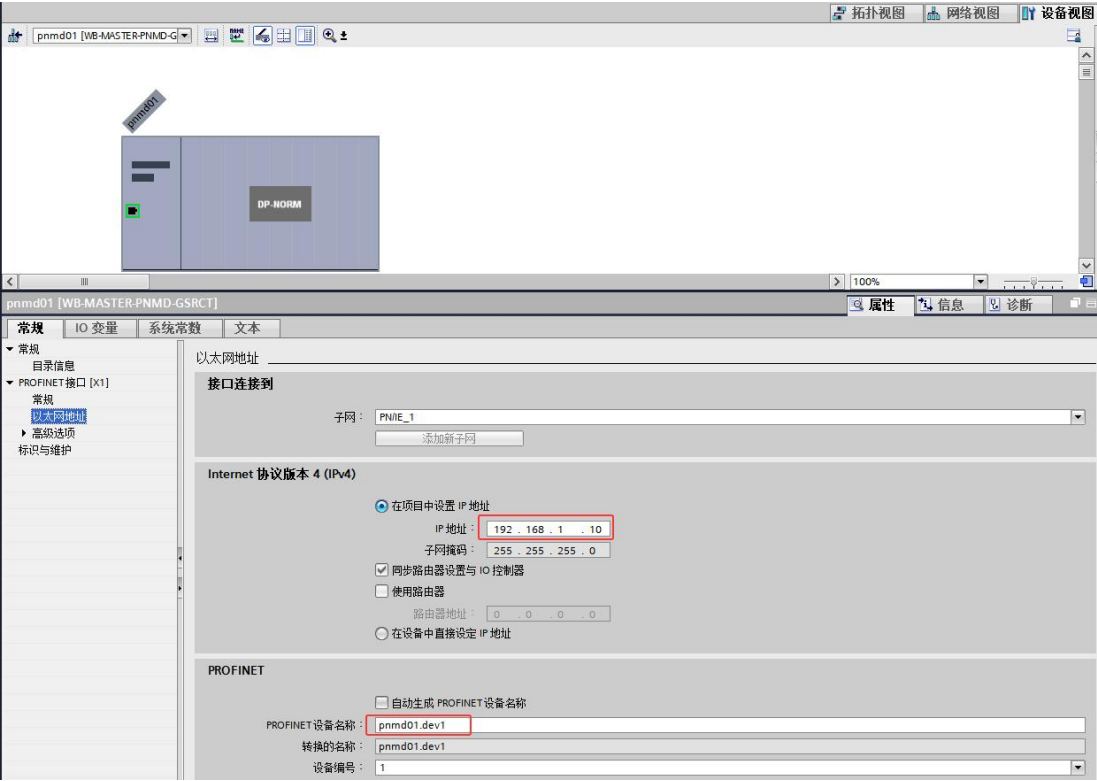 拓扑视图 网络视图 设备视图
pnmd01 [WB-MASTER-PNMD-G
pnmd01
DP-NORM
100%
pnmd01 [WB-MASTER-PNMD-GSRCT] 属性 信息 诊断
常规 IO 变量 系统常数 文本
常规
目录信息
PROFINET接口 [X1]
常规
以太网地址
高级选项
标识与维护
以太网地址
接口连接到
子网： PN/IE_1
添加新子网
Internet 协议版本 4 (IPv4)
在项目中设置 IP 地址
IP 地址： 192 . 168 . 1 . 10
子网掩码： 255 . 255 . 255 . 0
同步路由器设置与 IO 控制器
使用路由器
路由器地址： 0 . 0 . 0 . 0
在设备中直接设定 IP 地址
PROFINET
自动生成 PROFINET设备名称
PROFINET设备名称： pnmd01.dev1
转换的名称： pnmd01.dev1
设备编号： 1